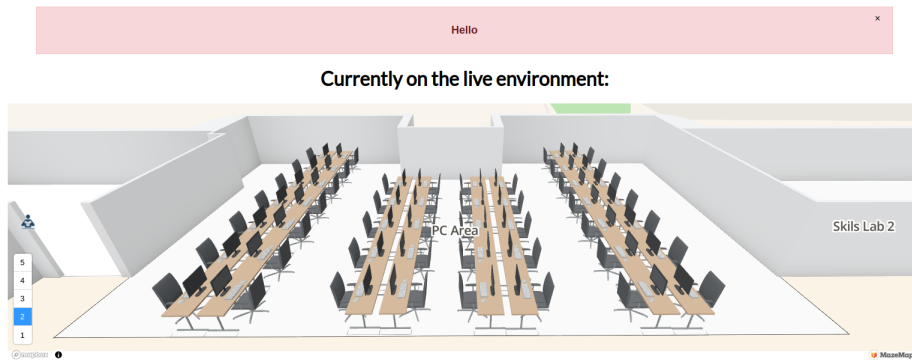 Hello
×
Currently on the live environment:
PC Area
Skils Lab 2
5
4
3
2
1
mapbox
MazeMap